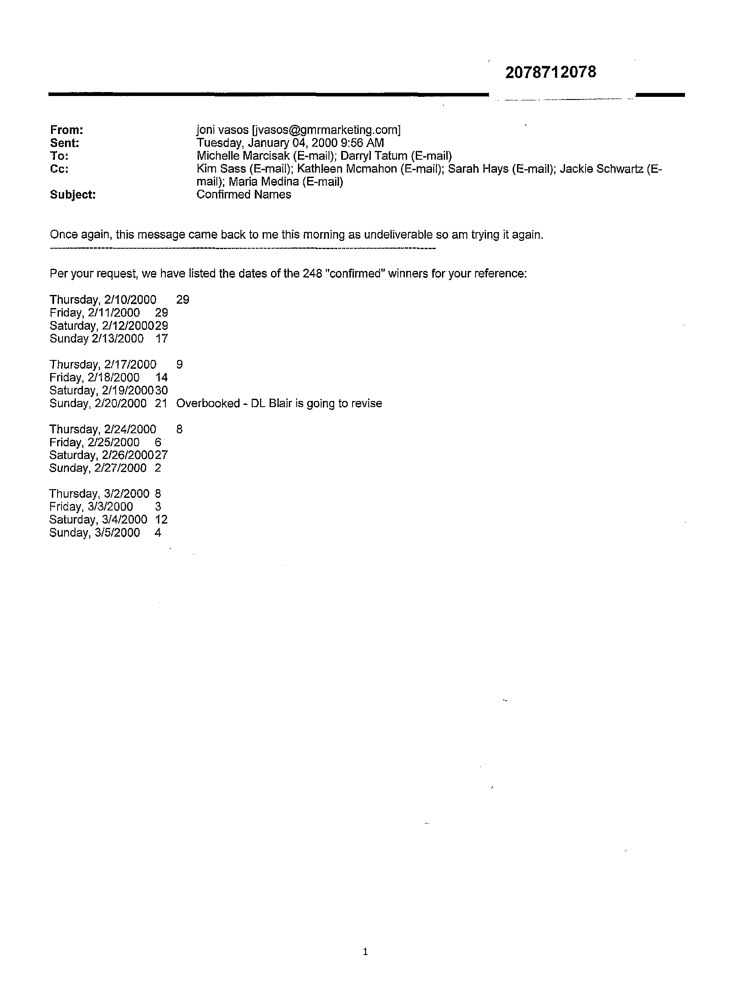 2078712078
From: joni vasos [jvasos@gmrmarketing.com]
Sent: Tuesday, January 04, 2000 9:56 AM
To: Michelle Marcisak (E-mail); Darryl Tatum (E-mail)
Cc: Kim Sass (E-mail); Kathleen Mcmahon (E-mail); Sarah Hays (E-mail); Jackie Schwartz (E-
mail); Maria Medina (E-mail)
Subject: Confirmed Names
Once again, this message came back to me this morning as undeliverable so am trying it again.
Per your request, we have listed the dates of the 248 "confirmed" winners for your reference:
Thursday, 2/10/2000 29
Friday, 2/11/2000 29
Saturday, 2/12/200029
Sunday 2/13/2000 17
Thursday, 2/17/2000 9
Friday, 2/18/2000 14
Saturday, 2/19/200030
Sunday, 2/20/2000 21 Overbooked - DL Blair is going to revise
Thursday, 2/24/2000 8
Friday, 2/25/2000 6
Saturday, 2/26/200027
Sunday, 2/27/2000 2
Thursday, 3/2/2000 8
Friday, 3/3/2000 3
Saturday, 3/4/2000 12
Sunday, 3/5/2000 4
1